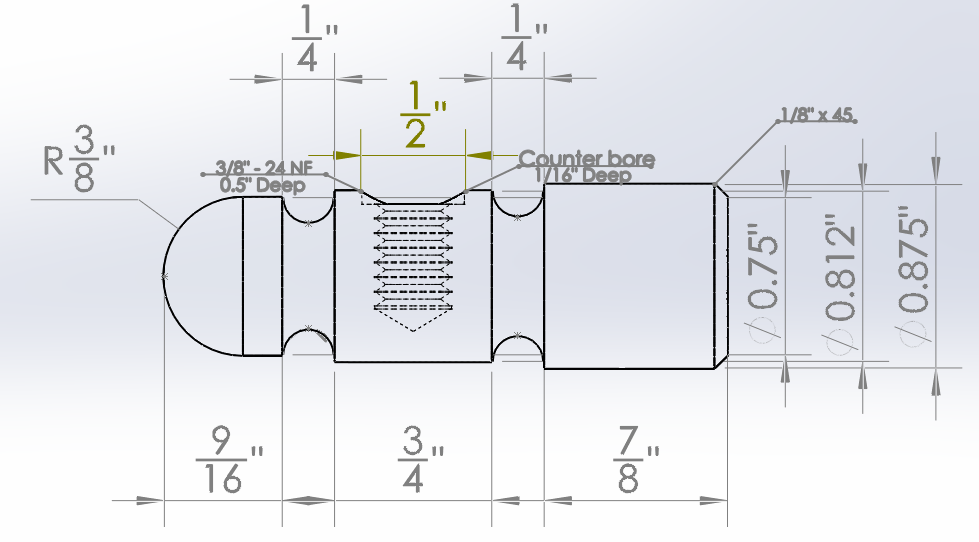 1/4"
1/4"
1/2"
1/8" x 45.
R 3/8"
3/8" - 24 NF
0.5" Deep
Counter bore
1/16" Deep
∅0.75"
∅0.812"
∅0.875"
9/16"
3/4"
7/8"